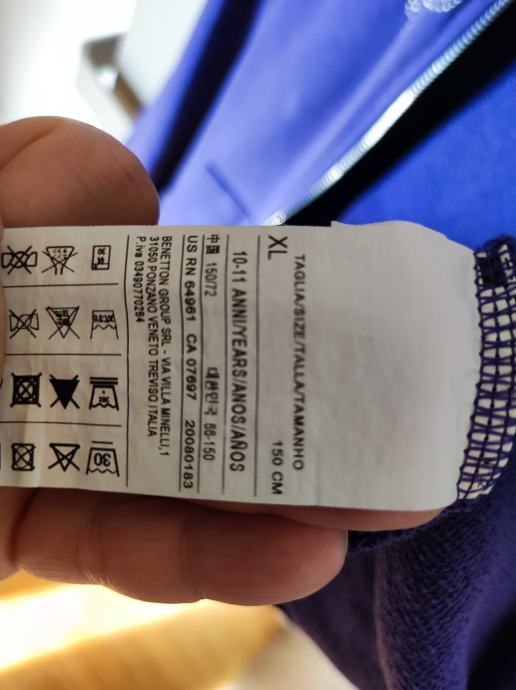 TAGLIA/SIZE/TALLA/TAMANHO
XL 150 CM
10-11 ANNI/YEARS/ANOS/AÑOS
中国 150/72 대한민국 66-150
US RN 64961 CA 07697 20080183
BENETTON GROUP SRL - VIA VILLA MINELLI,1
31050 PONZANO VENETO TREVISO ITALIA
P.iva 03490770264
30